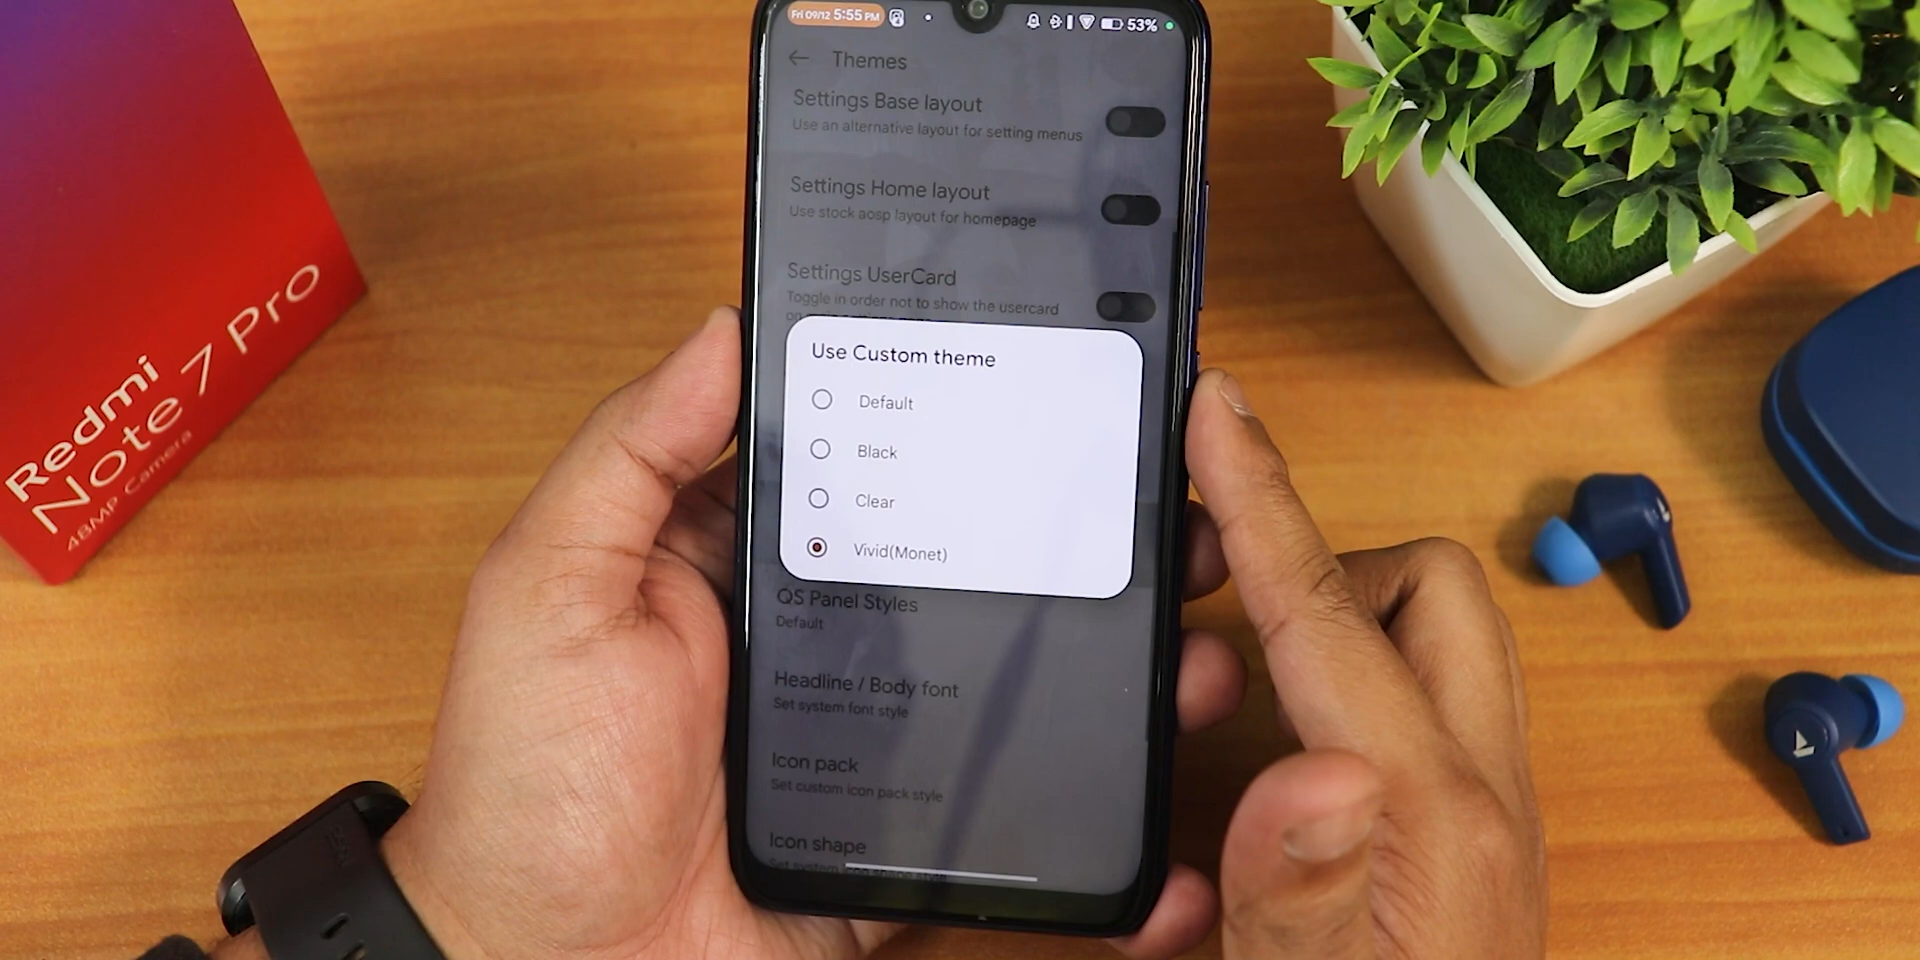 Redmi
Note 7 Pro
48MP Camera
Fri 09/12 5:55 PM
53%
Themes
Settings Base layout
Use an alternative layout for setting menus
Settings Home layout
Use stock aosp layout for homepage
Settings UserCard
Toggle in order not to show the usercard
Use Custom theme
Default
Black
Clear
Vivid(Monet)
QS Panel Styles
Default
Headline / Body font
Set system font style
Icon pack
Set custom icon pack style
Icon shape
Set system